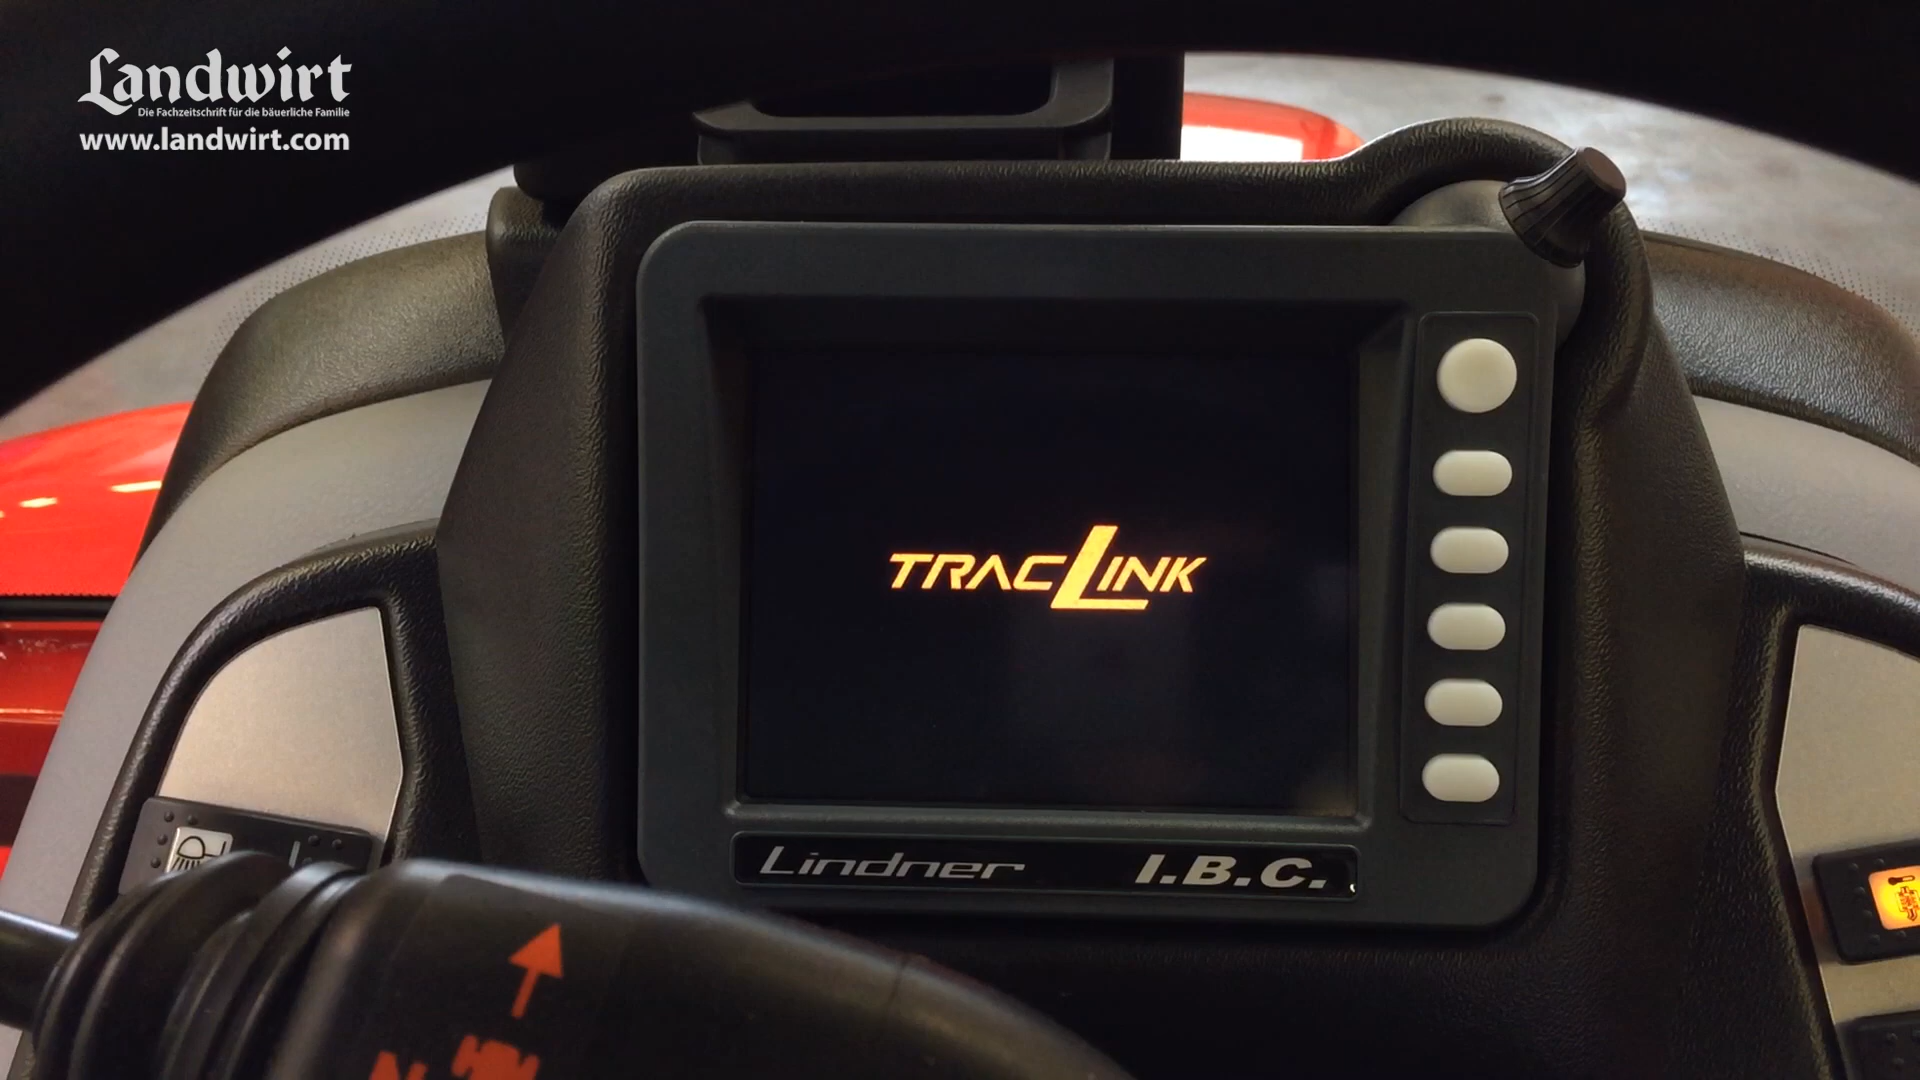 Landwirt
Die Fachzeitschrift für die bäuerliche Familie
www.landwirt.com
TRACLINK
Lindner I.B.C.
N